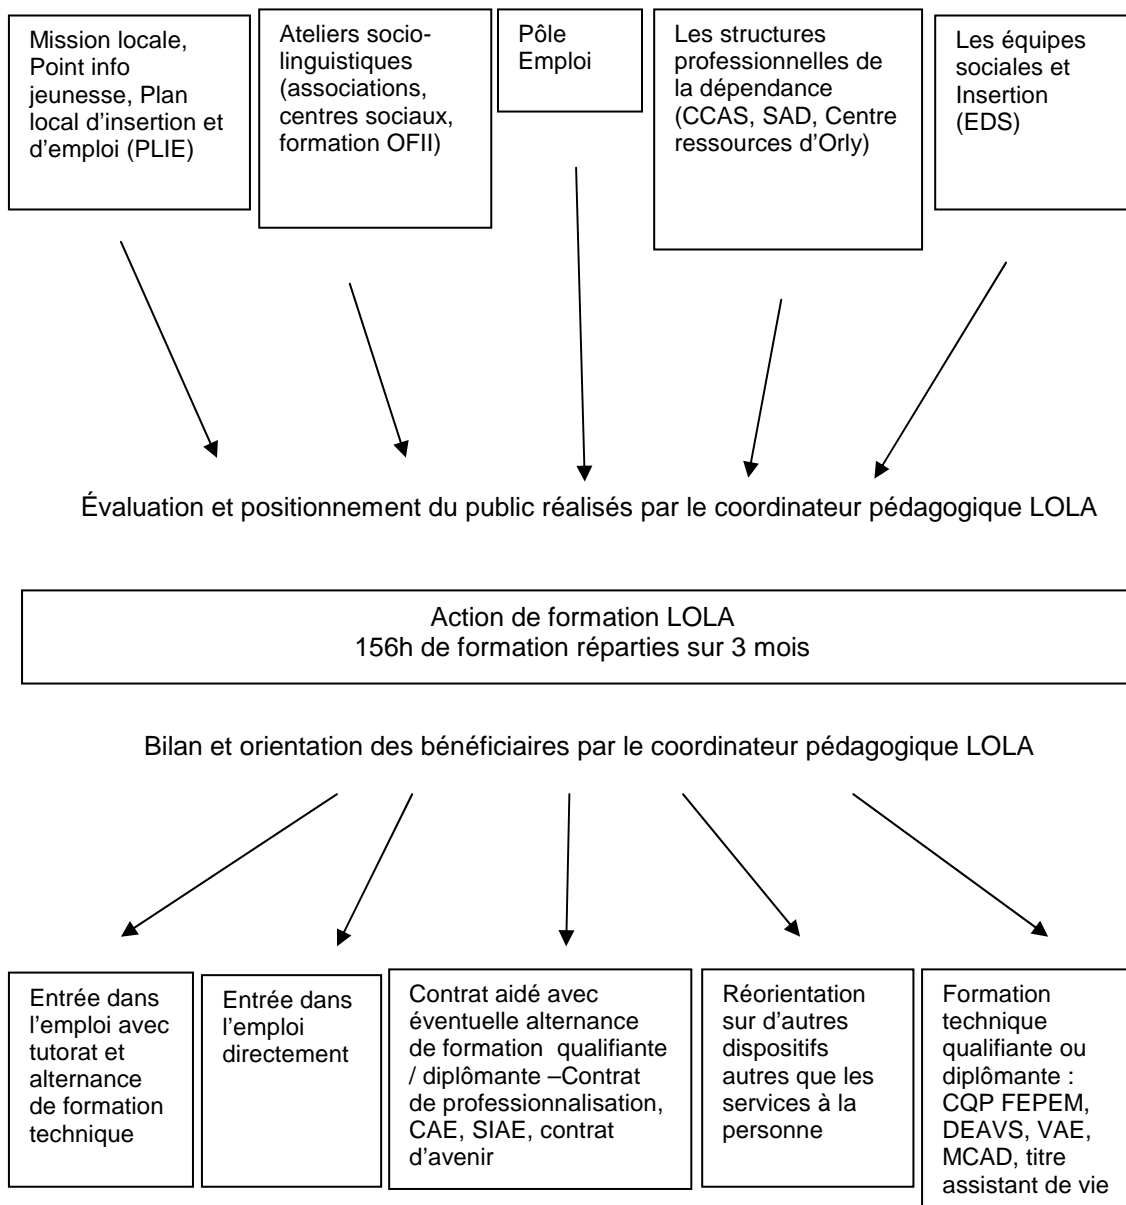 Mission locale,
Point info
jeunesse, Plan
local d'insertion et
d'emploi (PLIE)
Ateliers socio-
linguistiques
(associations,
centres sociaux,
formation OFII)
Pôle
Emploi
Les structures
professionnelles de
la dépendance
(CCAS, SAD, Centre
ressources d'Orly)
Les équipes
sociales et
Insertion
(EDS)
Évaluation et positionnement du public réalisés par le coordinateur pédagogique LOLA
Action de formation LOLA
156h de formation réparties sur 3 mois
Bilan et orientation des bénéficiaires par le coordinateur pédagogique LOLA
Entrée dans
l'emploi avec
tutorat et
alternance
de formation
technique
Entrée dans
l'emploi
directement
Contrat aidé avec
éventuelle alternance
de formation qualifiante
/ diplômante –Contrat
de professionnalisation,
CAE, SIAE, contrat
d'avenir
Réorientation
sur d'autres
dispositifs
autres que les
services à la
personne
Formation
technique
qualifiante ou
diplômante :
CQP FEPEM,
DEAVS, VAE,
MCAD, titre
assistant de vie